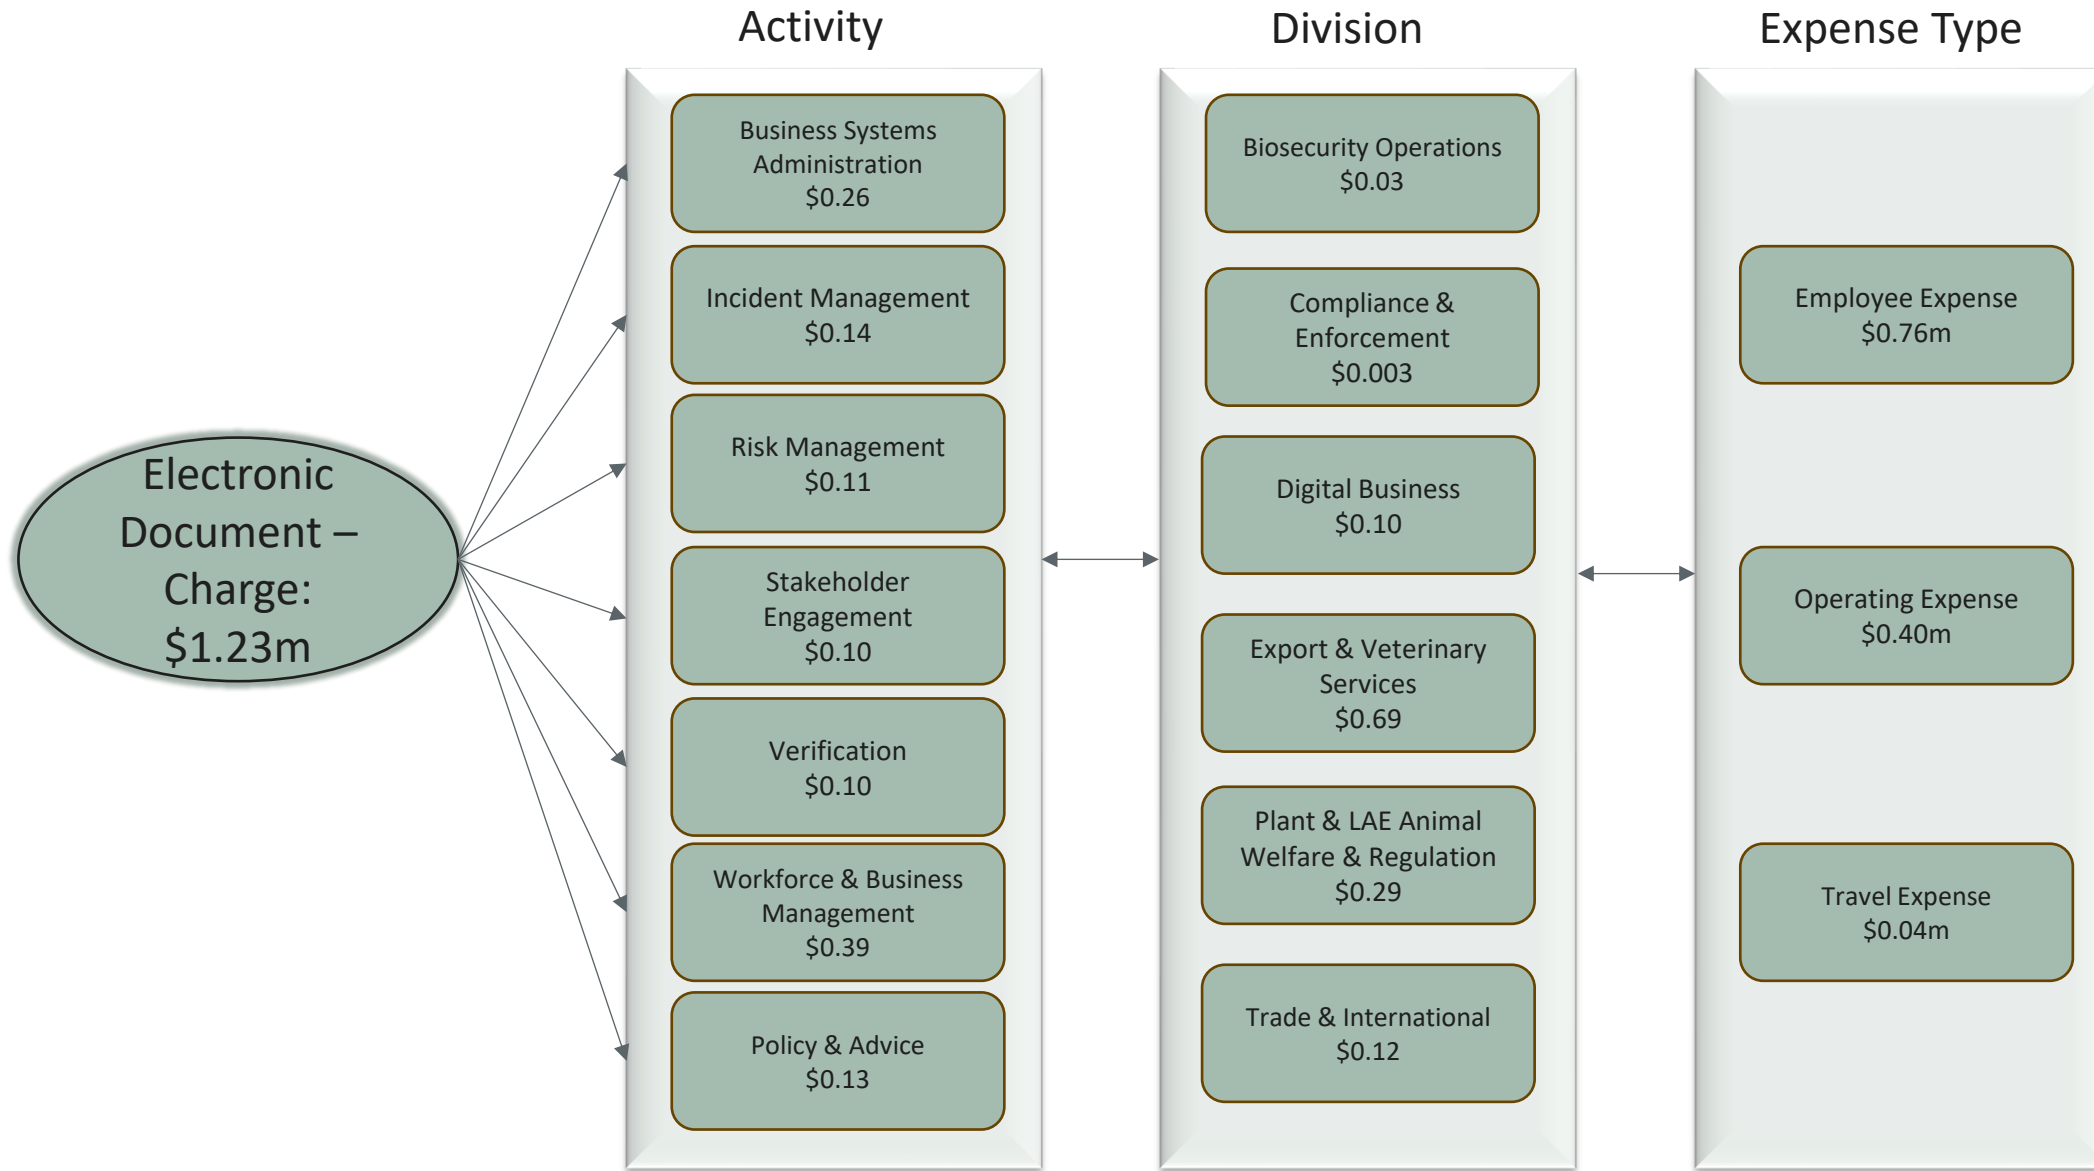 Activity
Division
Expense Type
Electronic
Document –
Charge:
$1.23m
Business Systems
Administration
$0.26
Incident Management
$0.14
Risk Management
$0.11
Stakeholder
Engagement
$0.10
Verification
$0.10
Workforce & Business
Management
$0.39
Policy & Advice
$0.13
Biosecurity Operations
$0.03
Compliance &
Enforcement
$0.003
Digital Business
$0.10
Export & Veterinary
Services
$0.69
Plant & LAE Animal
Welfare & Regulation
$0.29
Trade & International
$0.12
Employee Expense
$0.76m
Operating Expense
$0.40m
Travel Expense
$0.04m